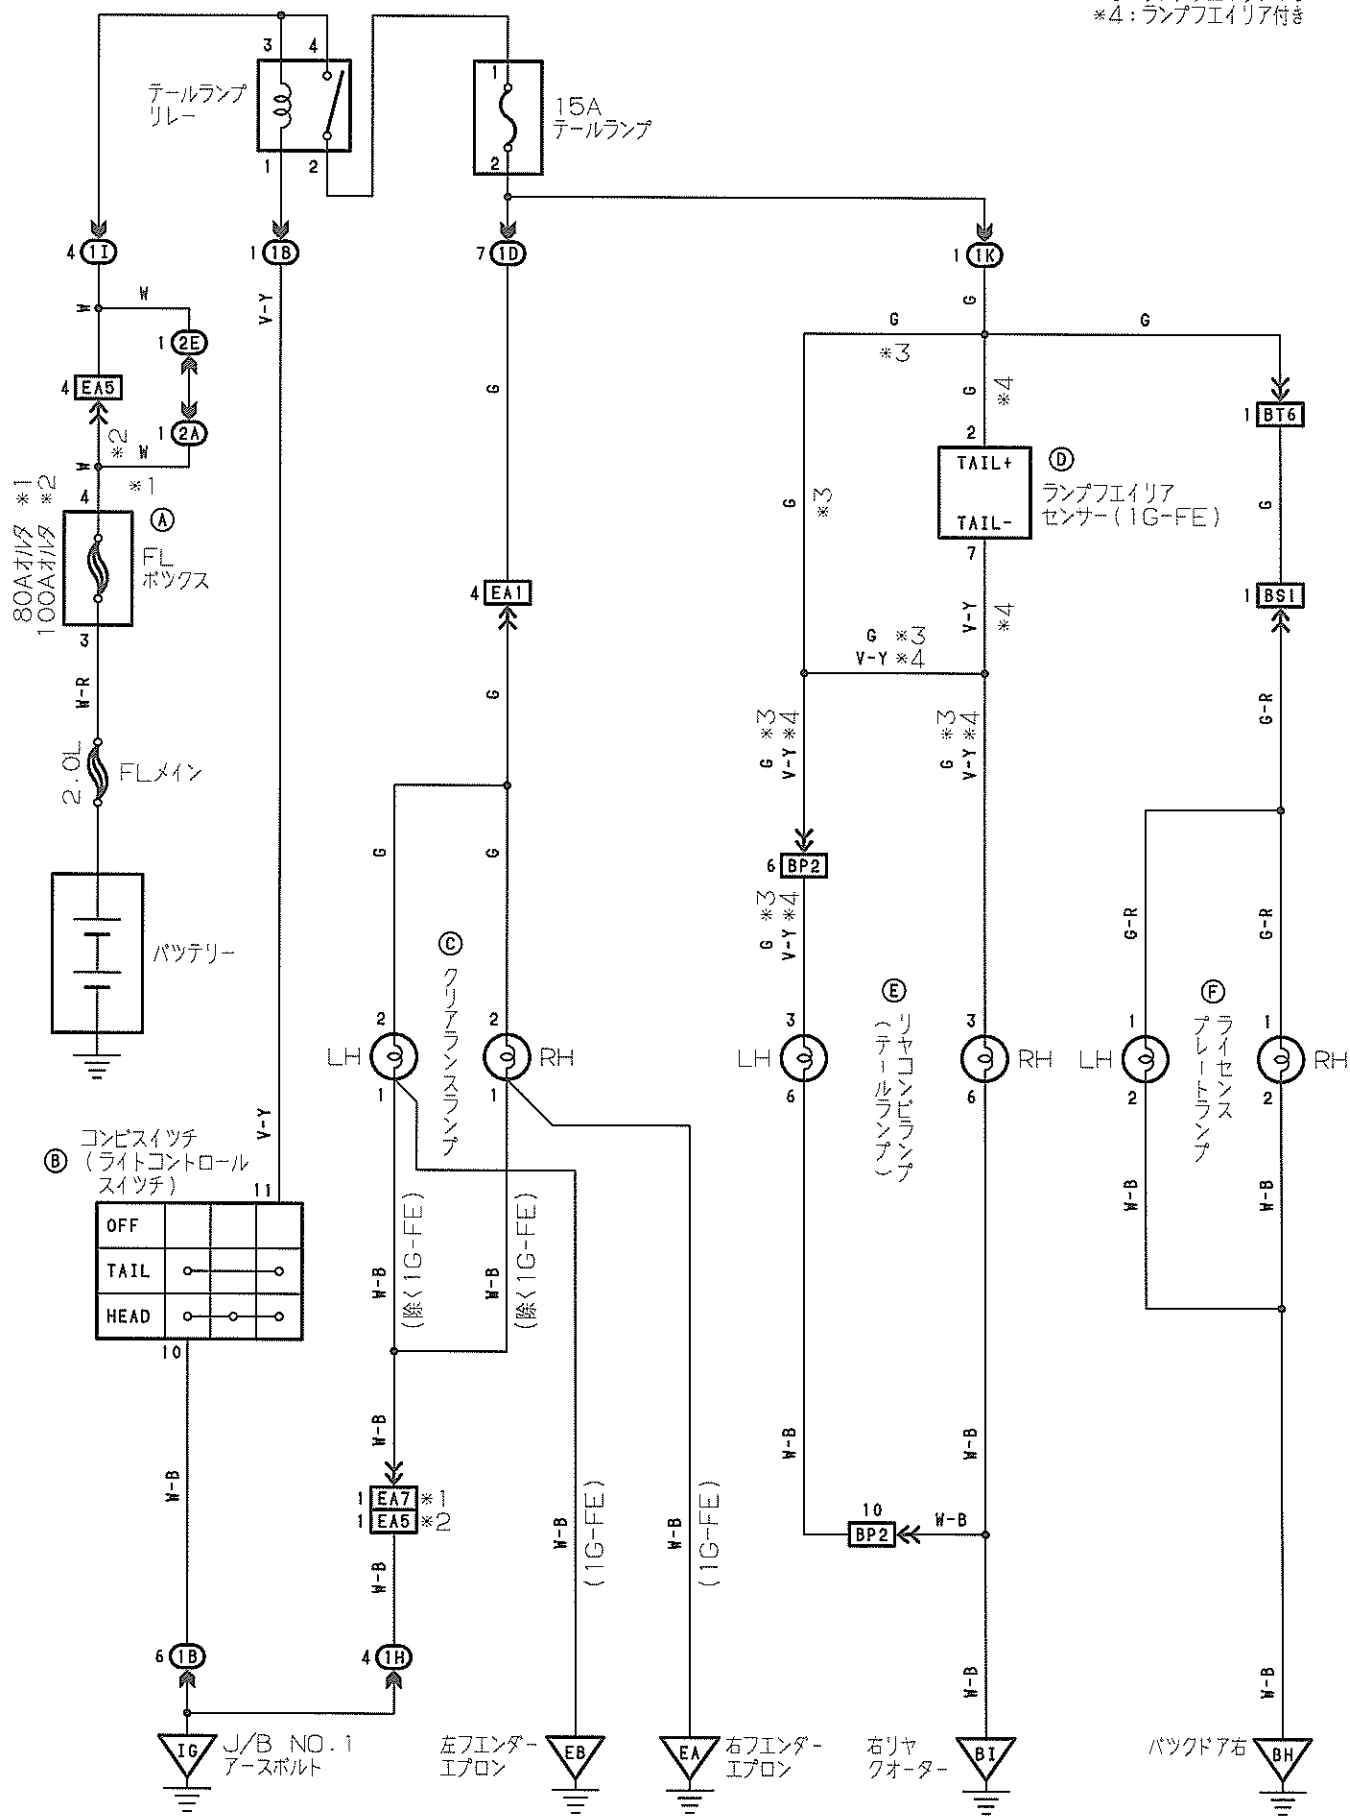 *4：ランプフエイリア付き
3 4
テールランプ
リレー
1 2
1
15A
テールランプ
2
4 1I
1 1B
7 1D
1 1K
W W
V-Y
1 2E
4 EA5
1 2A
*2
W W
*1
80Aオルタ *1
100Aオルタ *2
4
A
FL
ボツクス
3
W-R
2.0L
FLメイン
バツテリー
G
G
*3
G
G *4
2
TAIL+
TAIL-
7
D
ランプフエイリア
センサー(1G-FE)
1 BT6
G
1 BS1
G
4 EA1
G *3
V-Y *4
G *3
V-Y *4
G
G *3
V-Y *4
G *3
V-Y *4
G-R
6 BP2
G *3
V-Y *4
G
G
G-R
G-R
C
クリアランスランプ
2
LH
1
2
RH
1
E
リヤコンビランプ
(テールランプ)
3
LH
6
3
RH
6
F
ライセンス
プレートランプ
1
LH
2
1
RH
2
V-Y
B
コンビスイツチ
(ライトコントロール
スイツチ)
11
OFF
TAIL
HEAD
10
W-B
(除く1G-FE)
W-B
(除く1G-FE)
W-B
W-B
W-B
W-B
1 EA7 *1
1 EA5 *2
W-B
W-B
(1G-FE)
W-B
(1G-FE)
W-B
W-B
W-B
10
BP2
W-B
6 1B
4 1H
W-B
W-B
IG
J/B NO.1
アースボルト
左フエンダー
エプロン
EB
EA
右フエンダー
エプロン
右リヤ
クオーター
BI
バツクドア右
BH